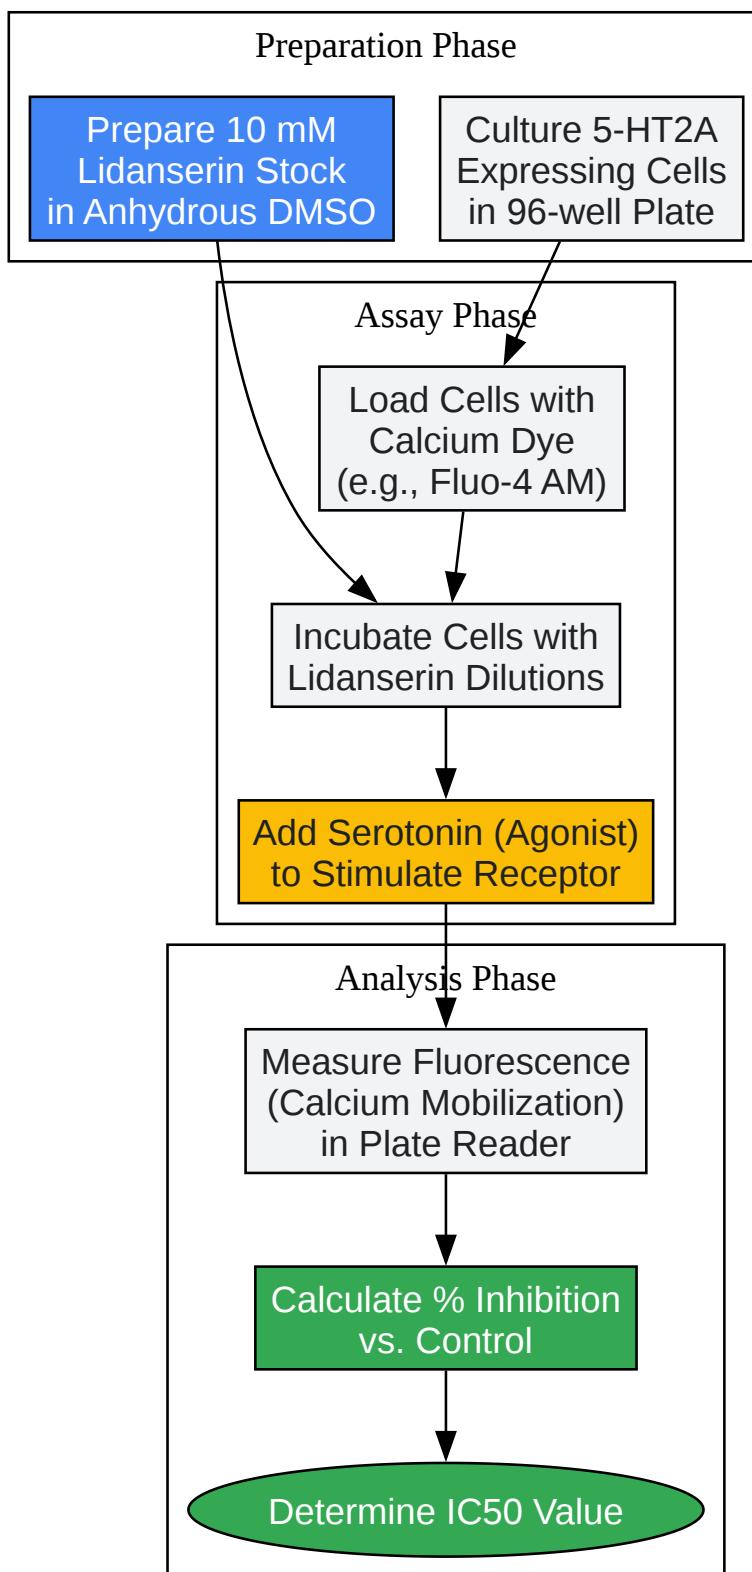 Preparation Phase
Prepare 10 mM
Lidanserin Stock
in Anhydrous DMSO
Culture 5-HT2A
Expressing Cells
in 96-well Plate
Assay Phase
Load Cells with
Calcium Dye
(e.g., Fluo-4 AM)
Incubate Cells with
Lidanserin Dilutions
Add Serotonin (Agonist)
to Stimulate Receptor
Analysis Phase
Measure Fluorescence
(Calcium Mobilization)
in Plate Reader
Calculate % Inhibition
vs. Control
Determine IC50 Value